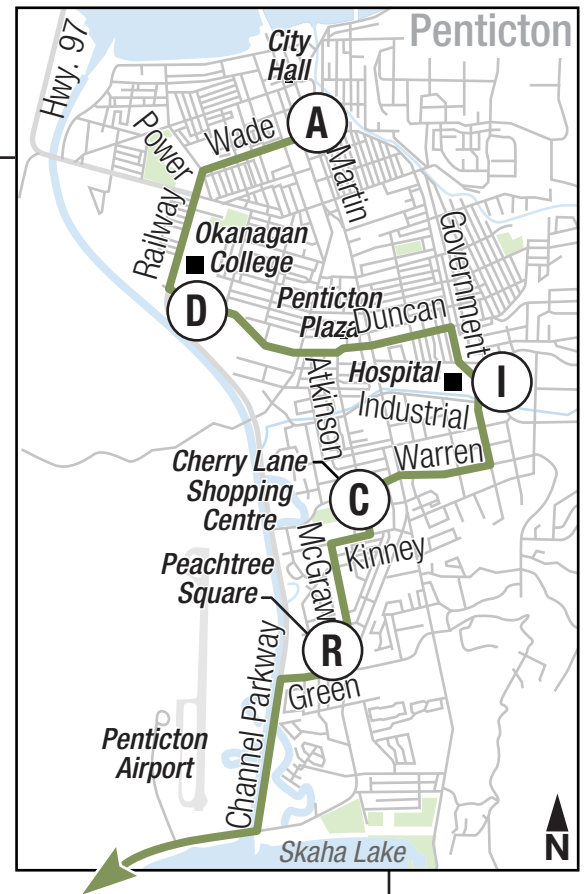 Penticton
Hwy. 97
City
Hall
A
Wade
Power
Martin
Railway
Okanagan
College
Government
D
Penticton
Plaza
Duncan
Hospital
I
Atkinson
Industrial
Warren
Cherry Lane
Shopping
Centre
C
McGraw
Kinney
Peachtree
Square
R
Green
Channel Parkway
Penticton
Airport
Skaha Lake
N